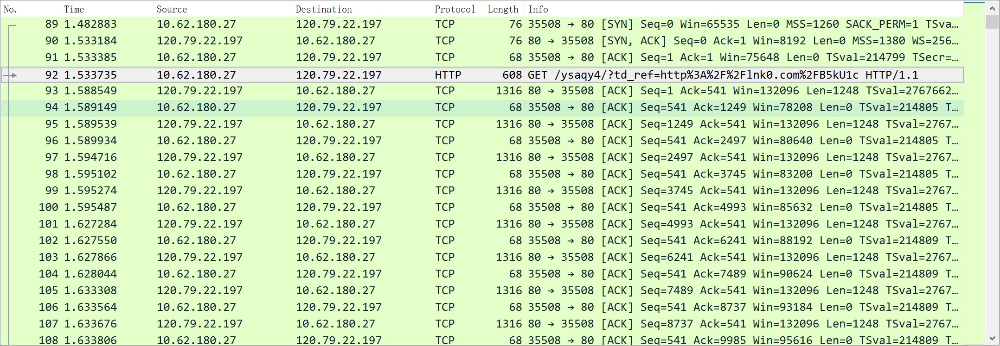 No. Time Source Destination Protocol Length Info
89 1.482883 10.62.180.27 120.79.22.197 TCP 76 35508 → 80 [SYN] Seq=0 Win=65535 Len=0 MSS=1260 SACK_PERM=1 TSva…
90 1.533184 120.79.22.197 10.62.180.27 TCP 76 80 → 35508 [SYN, ACK] Seq=0 Ack=1 Win=8192 Len=0 MSS=1380 WS=256…
91 1.533385 10.62.180.27 120.79.22.197 TCP 68 35508 → 80 [ACK] Seq=1 Ack=1 Win=75648 Len=0 TSval=214799 TSecr=…
92 1.533735 10.62.180.27 120.79.22.197 HTTP 608 GET /ysaqy4/?td_ref=http%3A%2F%2Flnk0.com%2FB5kU1c HTTP/1.1
93 1.588549 120.79.22.197 10.62.180.27 TCP 1316 80 → 35508 [ACK] Seq=1 Ack=541 Win=132096 Len=1248 TSval=2767662…
94 1.589149 10.62.180.27 120.79.22.197 TCP 68 35508 → 80 [ACK] Seq=541 Ack=1249 Win=78208 Len=0 TSval=214805 T…
95 1.589539 120.79.22.197 10.62.180.27 TCP 1316 80 → 35508 [ACK] Seq=1249 Ack=541 Win=132096 Len=1248 TSval=2767…
96 1.589934 10.62.180.27 120.79.22.197 TCP 68 35508 → 80 [ACK] Seq=541 Ack=2497 Win=80640 Len=0 TSval=214805 T…
97 1.594716 120.79.22.197 10.62.180.27 TCP 1316 80 → 35508 [ACK] Seq=2497 Ack=541 Win=132096 Len=1248 TSval=2767…
98 1.595102 10.62.180.27 120.79.22.197 TCP 68 35508 → 80 [ACK] Seq=541 Ack=3745 Win=83200 Len=0 TSval=214805 T…
99 1.595274 120.79.22.197 10.62.180.27 TCP 1316 80 → 35508 [ACK] Seq=3745 Ack=541 Win=132096 Len=1248 TSval=2767…
100 1.595487 10.62.180.27 120.79.22.197 TCP 68 35508 → 80 [ACK] Seq=541 Ack=4993 Win=85632 Len=0 TSval=214805 T…
101 1.627284 120.79.22.197 10.62.180.27 TCP 1316 80 → 35508 [ACK] Seq=4993 Ack=541 Win=132096 Len=1248 TSval=2767…
102 1.627550 10.62.180.27 120.79.22.197 TCP 68 35508 → 80 [ACK] Seq=541 Ack=6241 Win=88192 Len=0 TSval=214809 T…
103 1.627866 120.79.22.197 10.62.180.27 TCP 1316 80 → 35508 [ACK] Seq=6241 Ack=541 Win=132096 Len=1248 TSval=2767…
104 1.628044 10.62.180.27 120.79.22.197 TCP 68 35508 → 80 [ACK] Seq=541 Ack=7489 Win=90624 Len=0 TSval=214809 T…
105 1.633308 120.79.22.197 10.62.180.27 TCP 1316 80 → 35508 [ACK] Seq=7489 Ack=541 Win=132096 Len=1248 TSval=2767…
106 1.633564 10.62.180.27 120.79.22.197 TCP 68 35508 → 80 [ACK] Seq=541 Ack=8737 Win=93184 Len=0 TSval=214809 T…
107 1.633676 120.79.22.197 10.62.180.27 TCP 1316 80 → 35508 [ACK] Seq=8737 Ack=541 Win=132096 Len=1248 TSval=2767…
108 1.633806 10.62.180.27 120.79.22.197 TCP 68 35508 → 80 [ACK] Seq=541 Ack=9985 Win=95616 Len=0 TSval=214809 T…